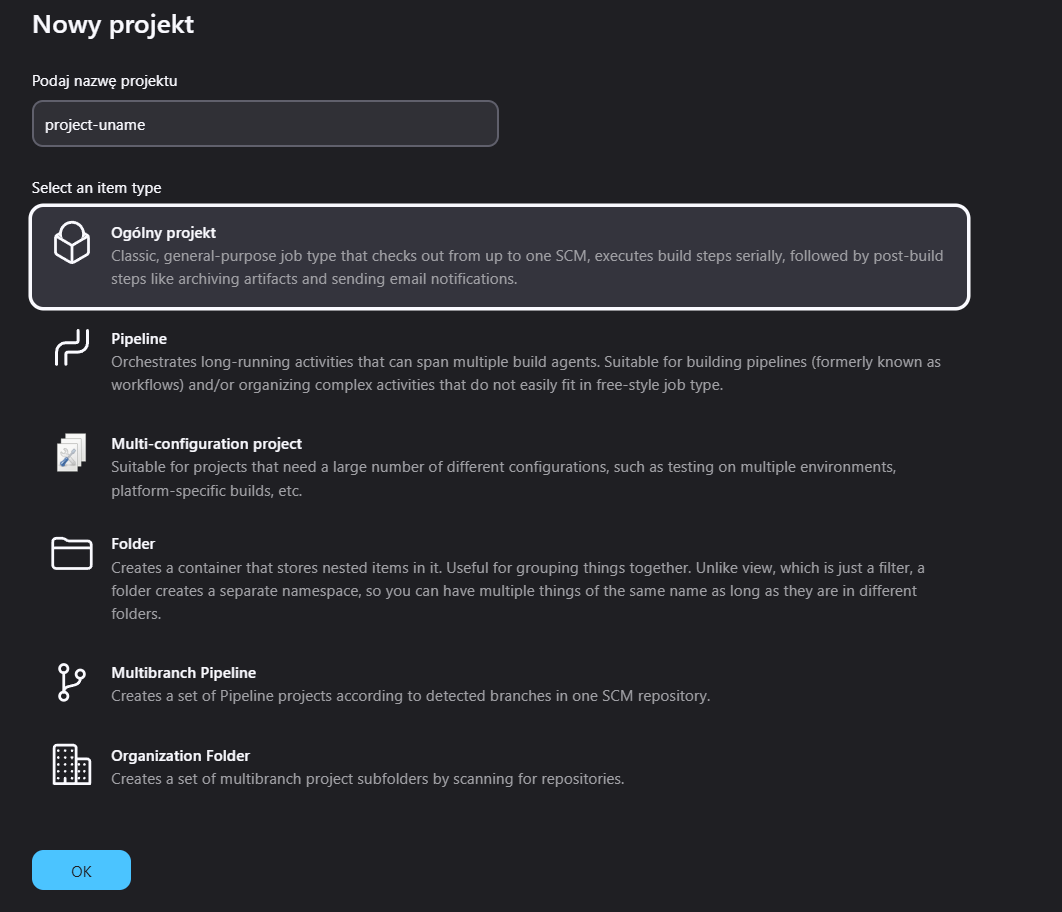 Nowy projekt
Podaj nazwę projektu
project-uname
Select an item type
Ogólny projekt
Classic, general-purpose job type that checks out from up to one SCM, executes build steps serially, followed by post-build
steps like archiving artifacts and sending email notifications.
Pipeline
Orchestrates long-running activities that can span multiple build agents. Suitable for building pipelines (formerly known as
workflows) and/or organizing complex activities that do not easily fit in free-style job type.
Multi-configuration project
Suitable for projects that need a large number of different configurations, such as testing on multiple environments,
platform-specific builds, etc.
Folder
Creates a container that stores nested items in it. Useful for grouping things together. Unlike view, which is just a filter, a
folder creates a separate namespace, so you can have multiple things of the same name as long as they are in different
folders.
Multibranch Pipeline
Creates a set of Pipeline projects according to detected branches in one SCM repository.
Organization Folder
Creates a set of multibranch project subfolders by scanning for repositories.
OK